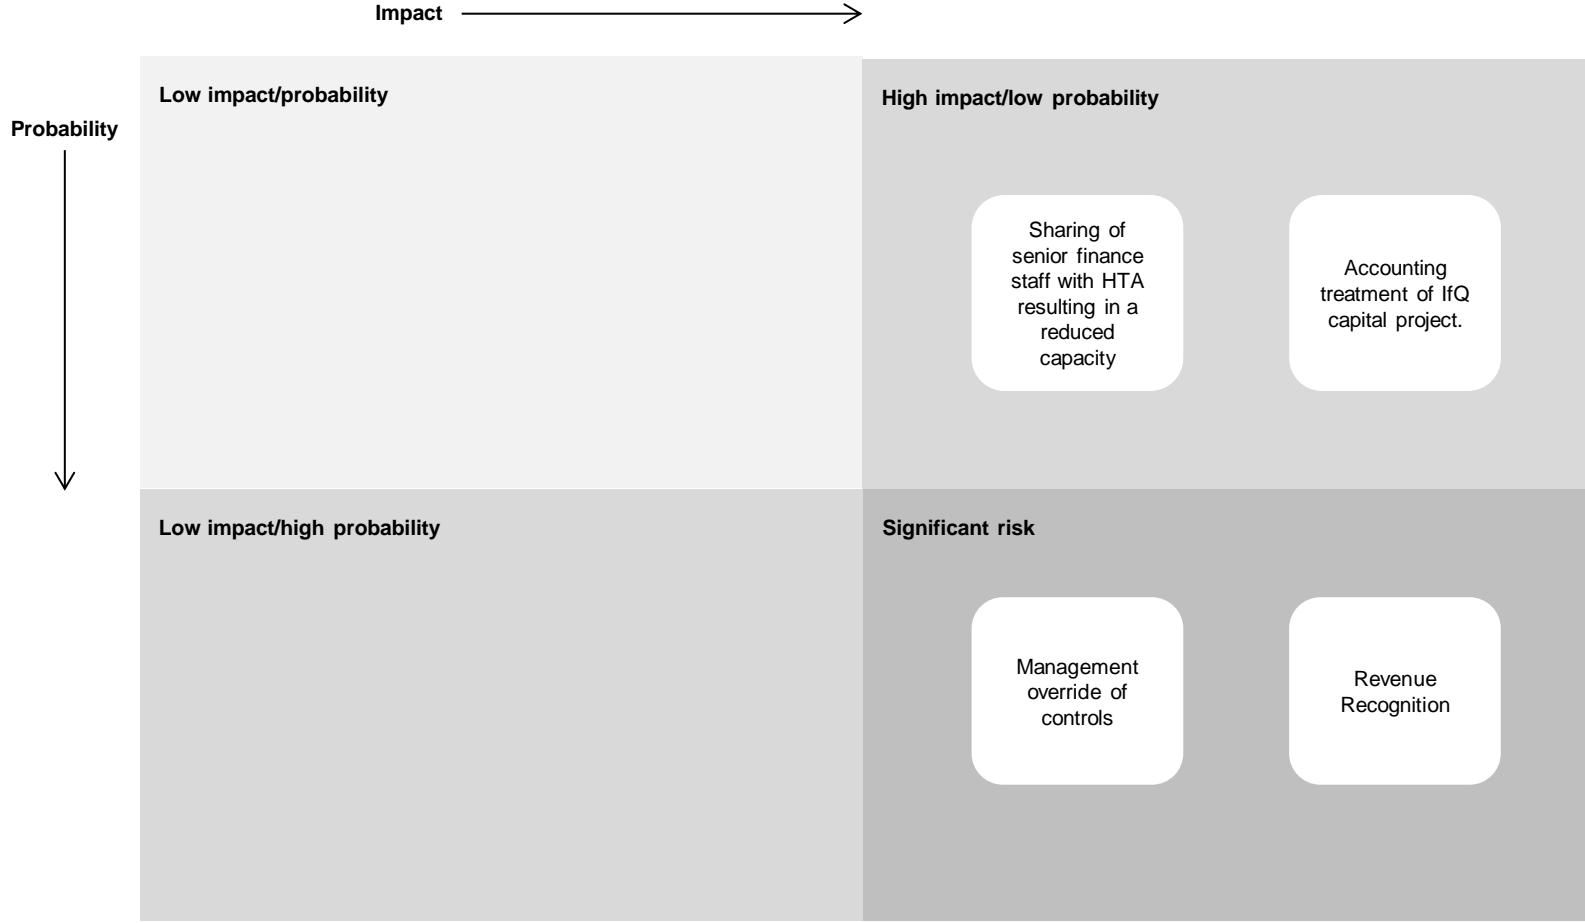 Impact
Probability
Low impact/probability
High impact/low probability
Sharing of
senior finance
staff with HTA
resulting in a
reduced
capacity
Accounting
treatment of IfQ
capital project.
Low impact/high probability
Significant risk
Management
override of
controls
Revenue
Recognition